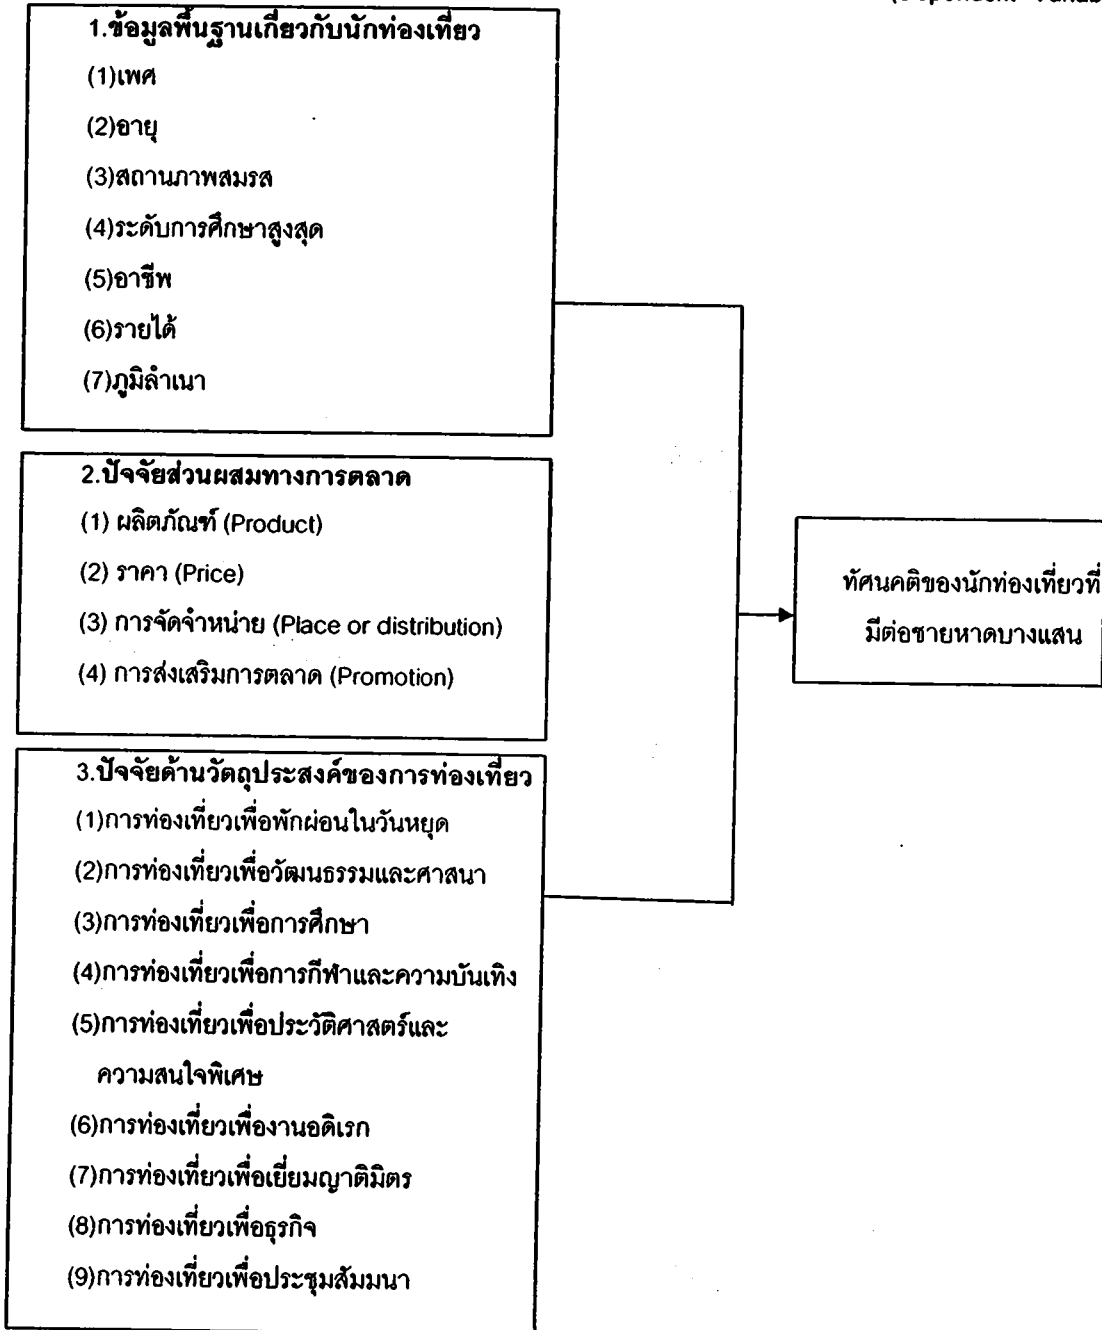 1.ข้อมูลพื้นฐานเกี่ยวกับนักท่องเที่ยว
(1)เพศ
(2)อายุ
(3)สถานภาพสมรส
(4)ระดับการศึกษาสูงสุด
(5)อาชีพ
(6)รายได้
(7)ภูมิลำเนา
2.ปัจจัยส่วนผสมทางการตลาด
(1) ผลิตภัณฑ์ (Product)
(2) ราคา (Price)
(3) การจัดจำหน่าย (Place or distribution)
(4) การส่งเสริมการตลาด (Promotion)
3.ปัจจัยด้านวัตถุประสงค์ของการท่องเที่ยว
(1)การท่องเที่ยวเพื่อพักผ่อนในวันหยุด
(2)การท่องเที่ยวเพื่อวัฒนธรรมและศาสนา
(3)การท่องเที่ยวเพื่อการศึกษา
(4)การท่องเที่ยวเพื่อการกีฬาและความบันเทิง
(5)การท่องเที่ยวเพื่อประวัติศาสตร์และ
ความสนใจพิเศษ
(6)การท่องเที่ยวเพื่องานอดิเรก
(7)การท่องเที่ยวเพื่อเยี่ยมญาติมิตร
(8)การท่องเที่ยวเพื่อธุรกิจ
(9)การท่องเที่ยวเพื่อประชุมสัมมนา
ทัศนคติของนักท่องเที่ยวที่
มีต่อชายหาดบางแสน